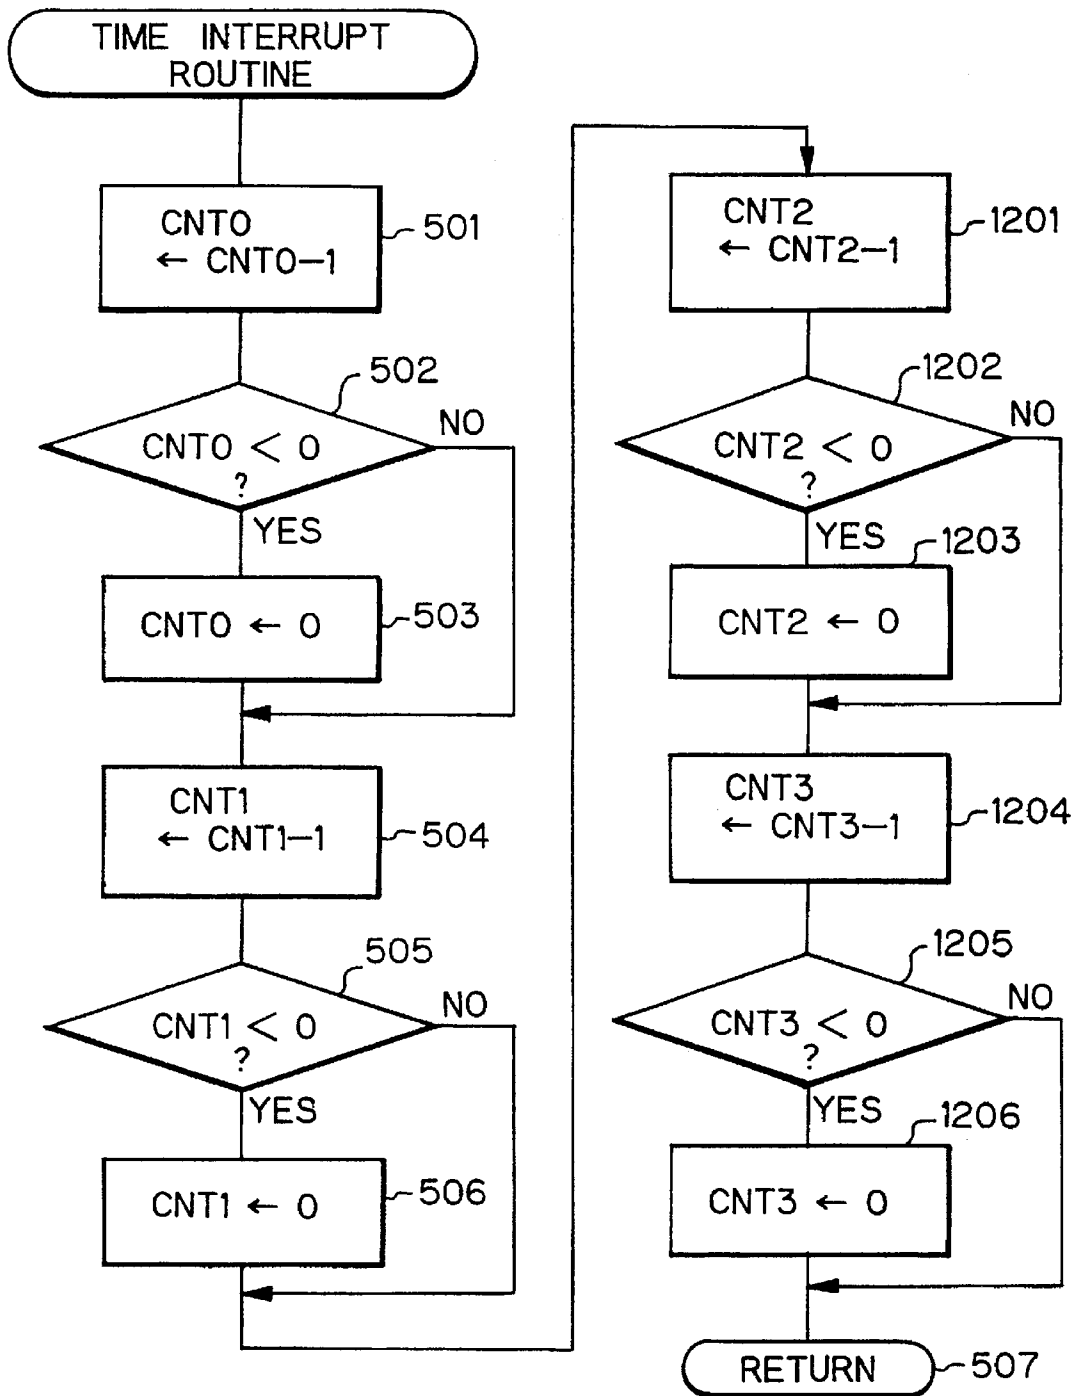 TIME INTERRUPT
ROUTINE
CNT0
← CNT0-1
501
502
CNT0 < 0
?
NO
YES
CNT0 ← 0
503
CNT1
← CNT1-1
504
505
CNT1 < 0
?
NO
YES
CNT1 ← 0
506
CNT2
← CNT2-1
1201
1202
CNT2 < 0
?
NO
YES
1203
CNT2 ← 0
CNT3
← CNT3-1
1204
1205
CNT3 < 0
?
NO
YES
1206
CNT3 ← 0
RETURN
507